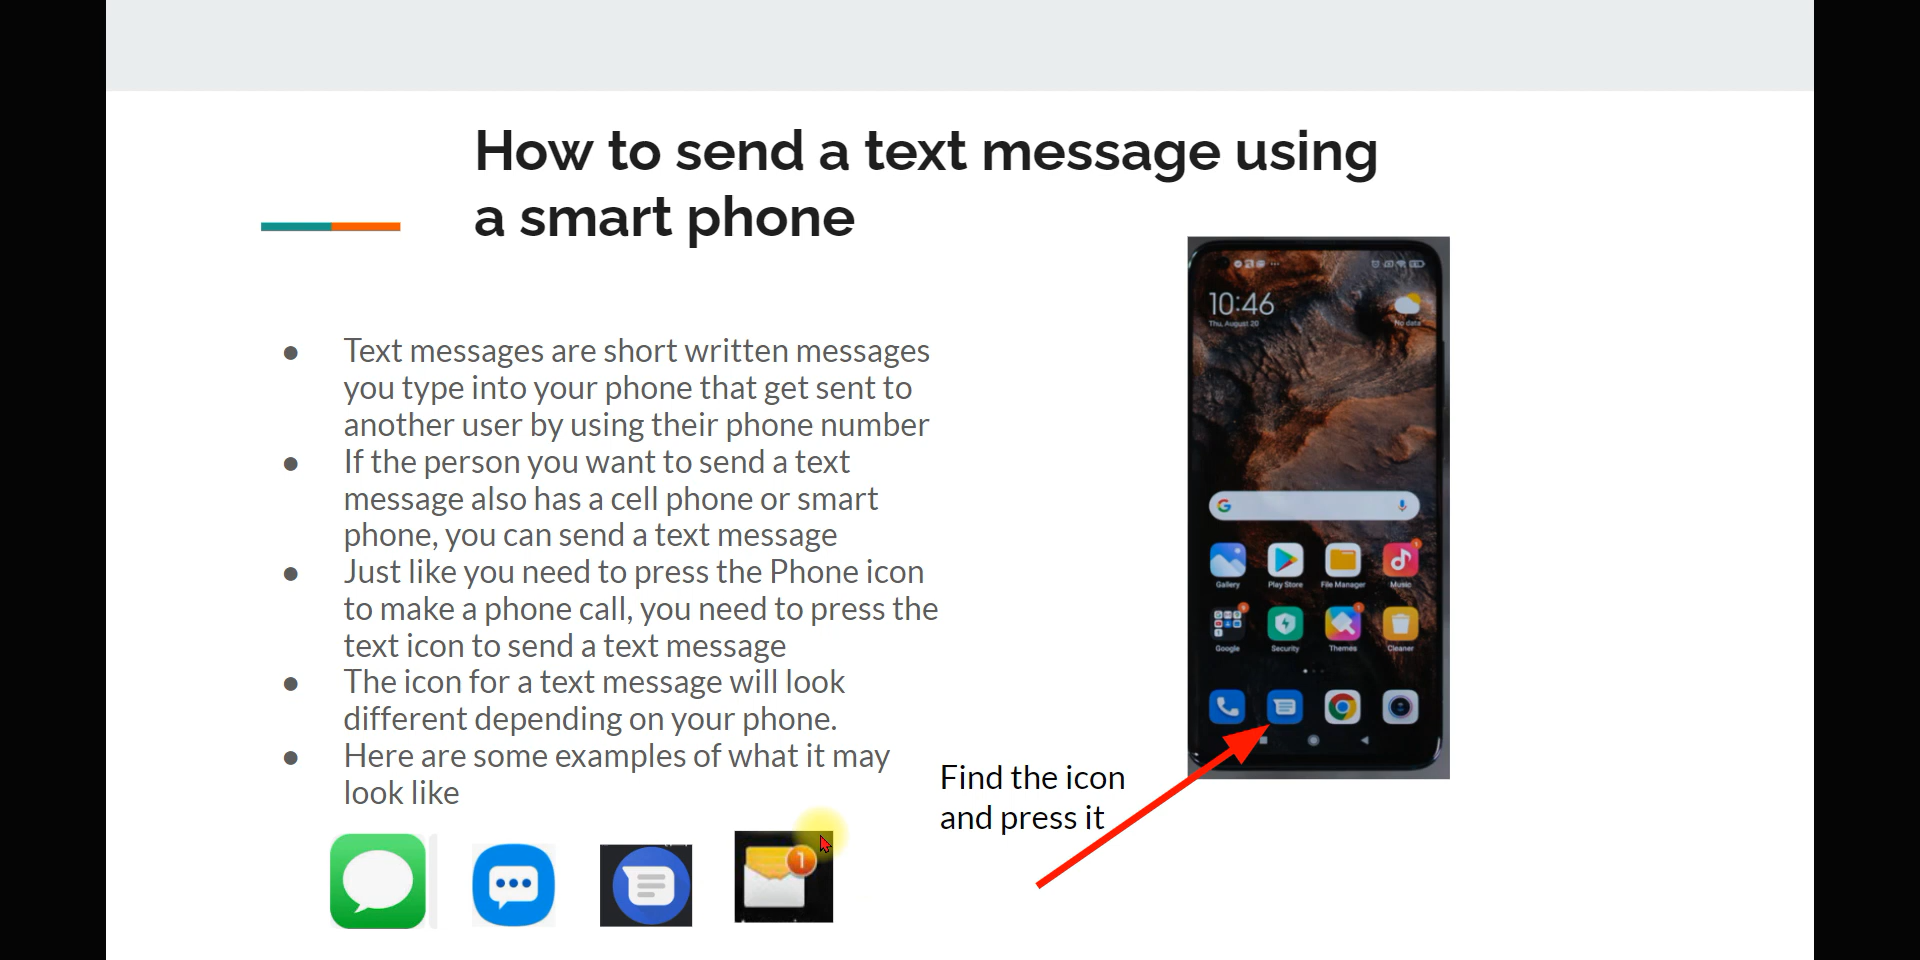 How to send a text message using
a smart phone
● Text messages are short written messages
you type into your phone that get sent to
another user by using their phone number
● If the person you want to send a text
message also has a cell phone or smart
phone, you can send a text message
● Just like you need to press the Phone icon
to make a phone call, you need to press the
text icon to send a text message
● The icon for a text message will look
different depending on your phone.
● Here are some examples of what it may
look like
1
Find the icon
and press it
10:46
Thu, August 20
No data
Gallery Play Store File Manager Music
Google Security Themes Cleaner